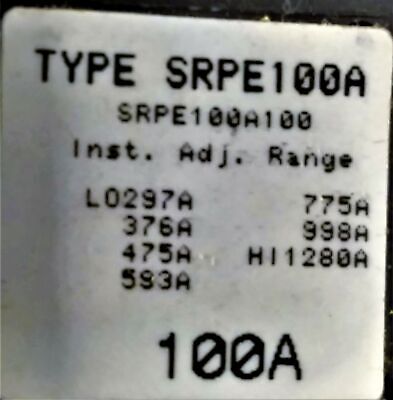 TYPE SRPE100A
SRPE100A100
Inst. Adj. Range
LO297A 775A
376A 998A
475A HI1280A
593A
100A